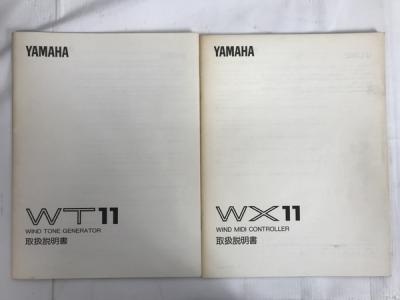 YAMAHA
WT11
WIND TONE GENERATOR
取扱説明書
YAMAHA
WX11
WIND MIDI CONTROLLER
取扱説明書